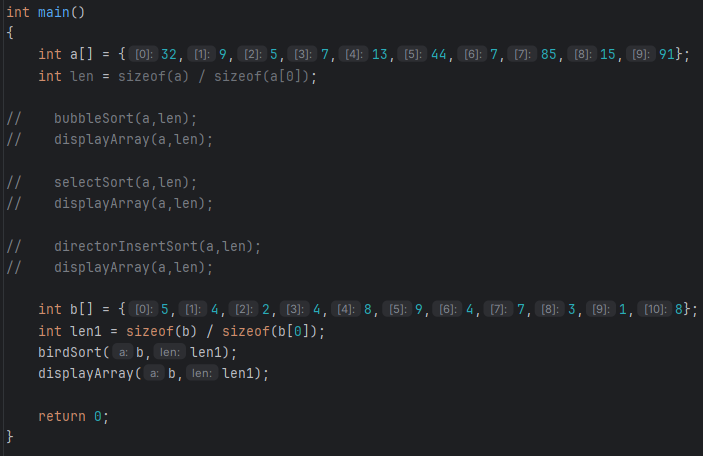 int main()
{
    int a[] = {[0]: 32,[1]: 9,[2]: 5,[3]: 7,[4]: 13,[5]: 44,[6]: 7,[7]: 85,[8]: 15,[9]: 91};
    int len = sizeof(a) / sizeof(a[0]);
//    bubbleSort(a,len);
//    displayArray(a,len);
//    selectSort(a,len);
//    displayArray(a,len);
//    directorInsertSort(a,len);
//    displayArray(a,len);
    int b[] = {[0]: 5,[1]: 4,[2]: 2,[3]: 4,[4]: 8,[5]: 9,[6]: 4,[7]: 7,[8]: 3,[9]: 1,[10]: 8};
    int len1 = sizeof(b) / sizeof(b[0]);
    birdSort(a: b,len: len1);
    displayArray(a: b,len: len1);
    return 0;
}